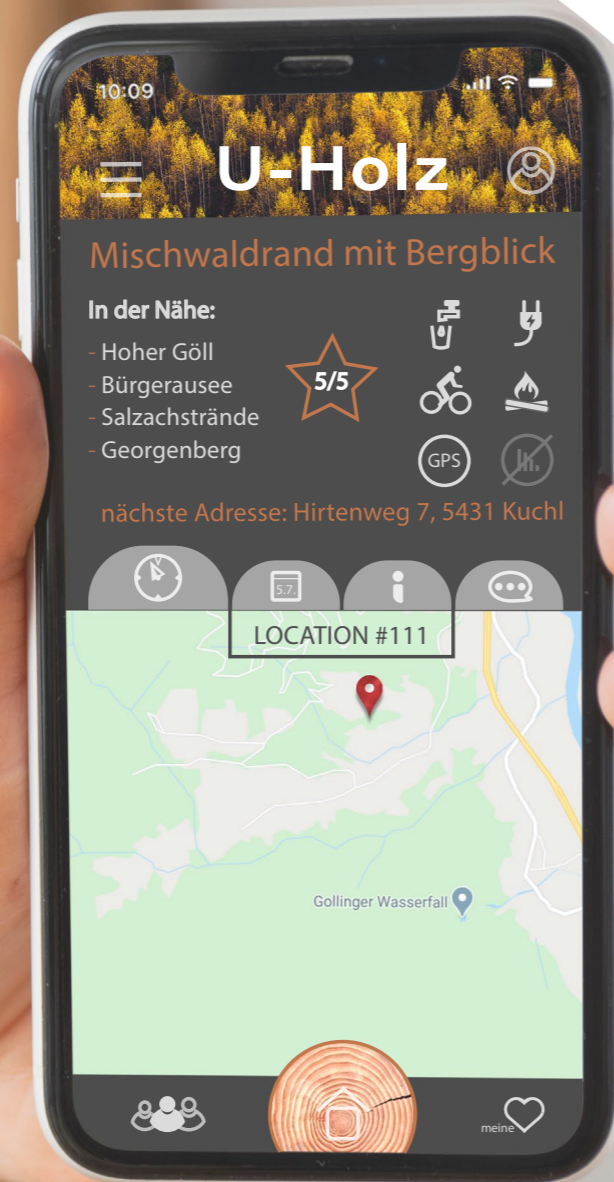 10:09
U-Holz
Mischwaldrand mit Bergblick
In der Nähe:
- Hoher Göll
- Bürgerausee
- Salzachstrände
- Georgenberg
5/5
GPS
nächste Adresse: Hirtenweg 7, 5431 Kuchl
5.7.
i
LOCATION #111
Gollinger Wasserfall
meine